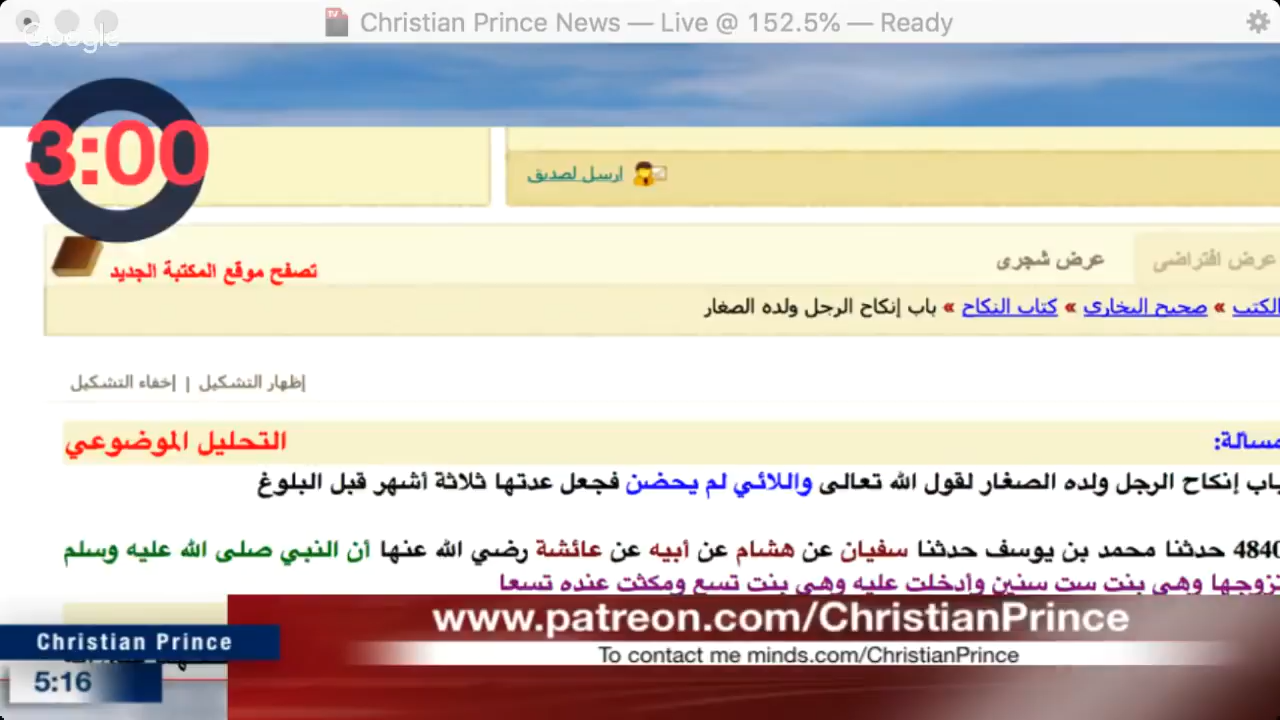 Christian Prince News — Live @ 152.5% — Ready
Google
3:00
ارسل لصديق
عرض افتراضي
عرض شجري
تصفح موقع المكتبة الجديد
الكتب » صحيح البخاري » كتاب النكاح » باب إنكاح الرجل ولده الصغار
إظهار التشكيل | إخفاء التشكيل
مسألة:
التحليل الموضوعي
باب إنكاح الرجل ولده الصغار لقول الله تعالى واللائي لم يحضن فجعل عدتها ثلاثة أشهر قبل البلوغ
4840 حدثنا محمد بن يوسف حدثنا سفيان عن هشام عن أبيه عن عائشة رضي الله عنها أن النبي صلى الله عليه وسلم
تزوجها وهي بنت ست سنين وأدخلت عليه وهي بنت تسع ومكثت عنده تسعا
www.patreon.com/ChristianPrince
Christian Prince
To contact me minds.com/ChristianPrince
5:16